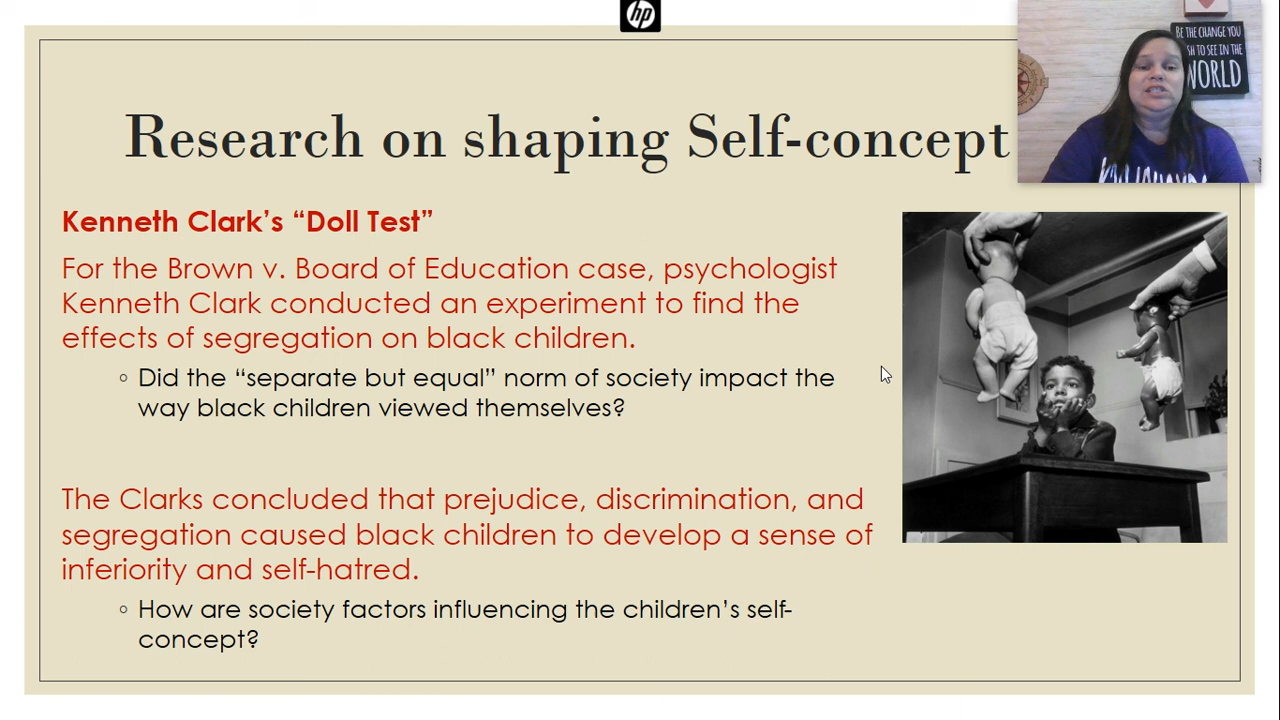 hp
BE THE CHANGE YOU
SH TO SEE IN THE
WORLD
Research on shaping Self-concept
Kenneth Clark’s “Doll Test”
For the Brown v. Board of Education case, psychologist
Kenneth Clark conducted an experiment to find the
effects of segregation on black children.
◦ Did the “separate but equal” norm of society impact the
way black children viewed themselves?
The Clarks concluded that prejudice, discrimination, and
segregation caused black children to develop a sense of
inferiority and self-hatred.
◦ How are society factors influencing the children’s self-
concept?